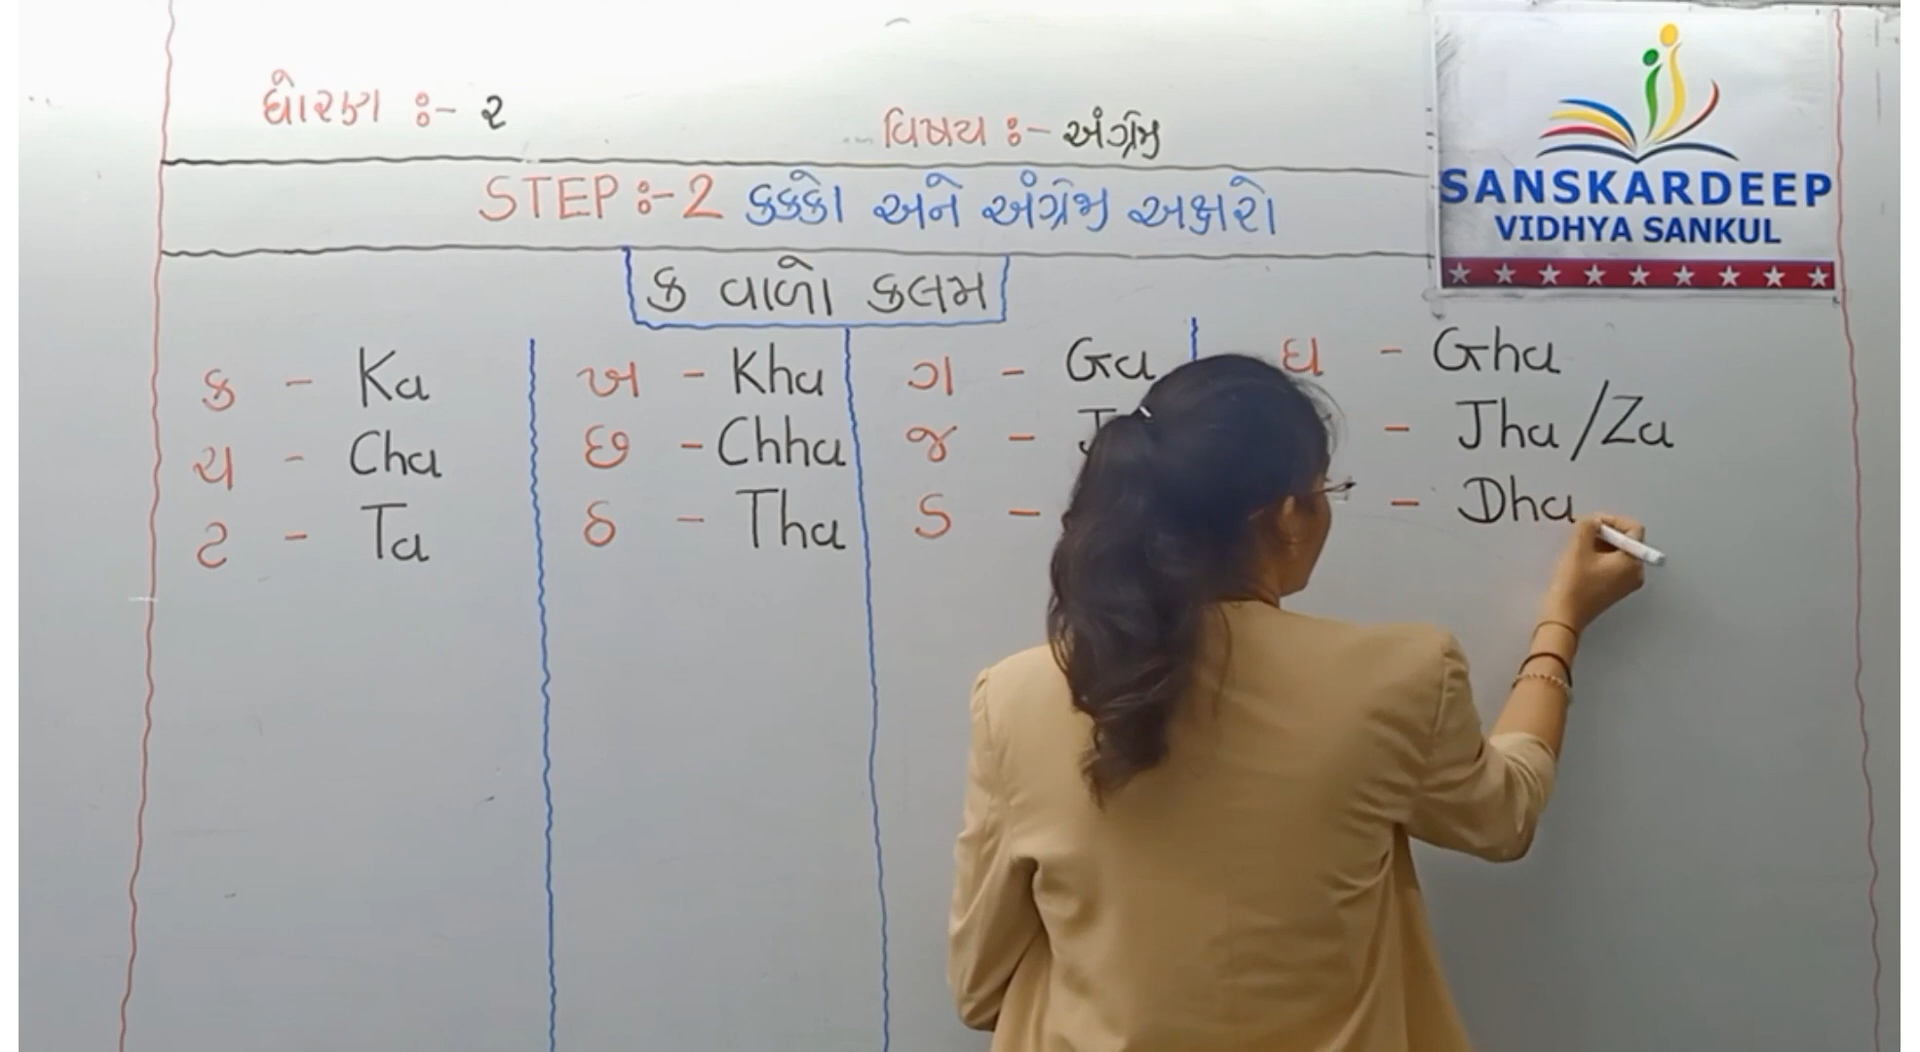 ધોરણ :- ૨
વિષય :- અંગ્રેજી
SANSKARDEEP
VIDHYA SANKUL
STEP :- 2 કક્કો અને અંગ્રેજી અક્ષરો
ક વાળો કલમ
ક - Ka ખ - Kha ગ - Ga ઘ - Gha
ચ - Cha છ - Chha જ - - Jha/Za
ટ - Ta ઠ - Tha ડ - - Dha